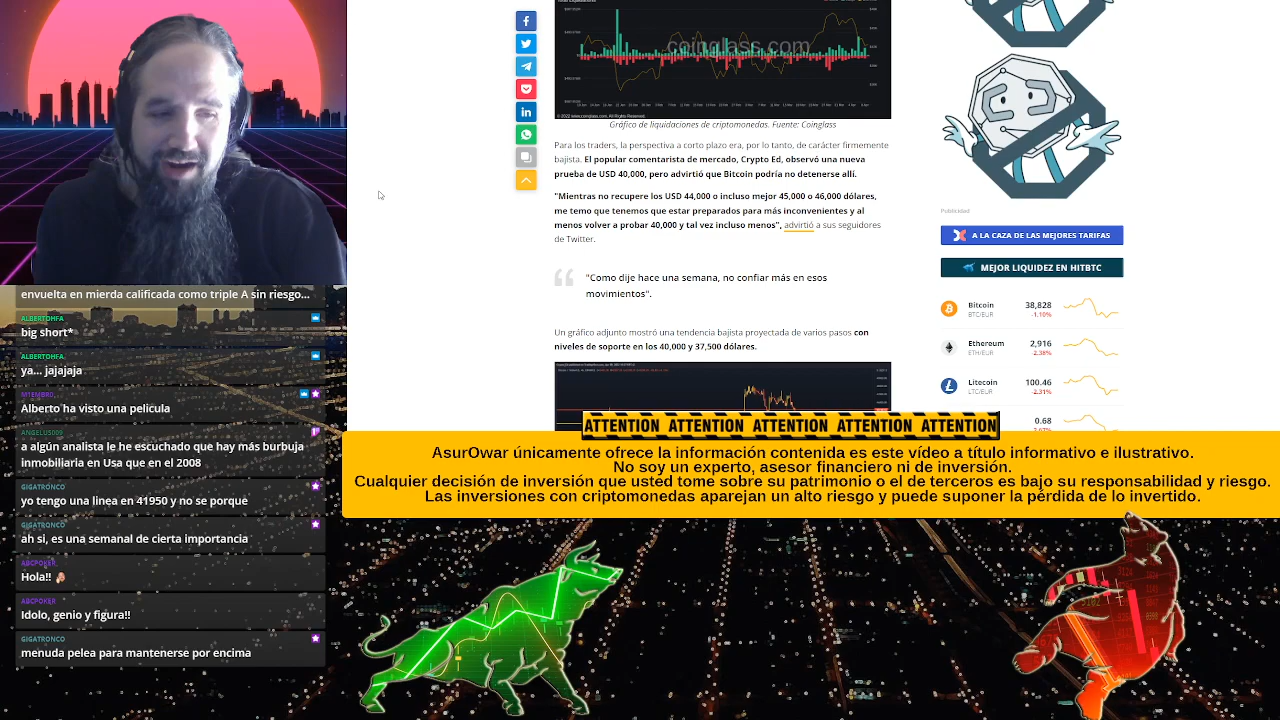 coinglass.com
© 2022 www.coinglass.com. All Rights Reserved.
Gráfico de liquidaciones de criptomonedas. Fuente: Coinglass
Para los traders, la perspectiva a corto plazo era, por lo tanto, de carácter firmemente
bajista. El popular comentarista de mercado, Crypto Ed, observó una nueva
prueba de USD 40,000, pero advirtió que Bitcoin podría no detenerse allí.
"Mientras no recupere los USD 44,000 o incluso mejor 45,000 o 46,000 dólares,
me temo que tenemos que estar preparados para más inconvenientes y al
menos volver a probar 40,000 y tal vez incluso menos", advirtió a sus seguidores
de Twitter.
"Como dije hace una semana, no confiar más en esos
movimientos".
Un gráfico adjunto mostró una tendencia bajista proyectada de varios pasos con
niveles de soporte en los 40,000 y 37,500 dólares.
Publicidad
A LA CAZA DE LAS MEJORES TARIFAS
MEJOR LIQUIDEZ EN HITBTC
Bitcoin 38,828
BTC/EUR -1.19%
Ethereum 2,916
ETH/EUR -2.38%
Litecoin 100.46
LTC/EUR -2.31%
0.68
envuelta en mierda calificada como triple A sin riesgo...
ALBERTOHFA
big short*
ALBERTOHFA
ya... jajajaja
M1EMBRO_
Alberto ha visto una pelicula
ANGELUS009
a algún analista le he escuchado que hay más burbuja
inmobiliaria en Usa que en el 2008
GIGATRONCO
yo tengo una linea en 41950 y no se porque
GIGATRONCO
ah si, es una semanal de cierta importancia
ABCPOKER_
Hola!!
ABCPOKER
Idolo, genio y figura!!
GIGATRONCO
menuda pelea para mantenerse por encima
ATTENTION ATTENTION ATTENTION ATTENTION ATTENTION
AsurOwar únicamente ofrece la información contenida es este vídeo a título informativo e ilustrativo.
No soy un experto, asesor financiero ni de inversión.
Cualquier decisión de inversión que usted tome sobre su patrimonio o el de terceros es bajo su responsabilidad y riesgo.
Las inversiones con criptomonedas aparejan un alto riesgo y puede suponer la pérdida de lo invertido.